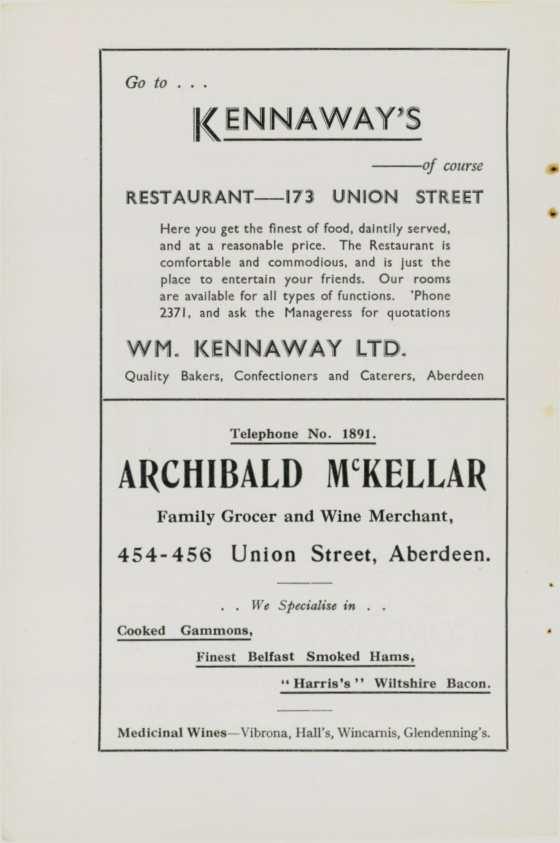 Go to . . .
KENNAWAY'S
—of course
RESTAURANT—173 UNION STREET
Here you get the finest of food, daintily served,
and at a reasonable price. The Restaurant is
comfortable and commodious, and is just the
place to entertain your friends. Our rooms
are available for all types of functions. 'Phone
2371, and ask the Manageress for quotations
WM. KENNAWAY LTD.
Quality Bakers, Confectioners and Caterers, Aberdeen
Telephone No. 1891.
ARCHIBALD McKELLAR
Family Grocer and Wine Merchant,
454-456 Union Street, Aberdeen.
. . We Specialise in . .
Cooked Gammons,
Finest Belfast Smoked Hams,
"Harris's" Wiltshire Bacon.
Medicinal Wines—Vibrona, Hall's, Wincarnis, Glendenning's.